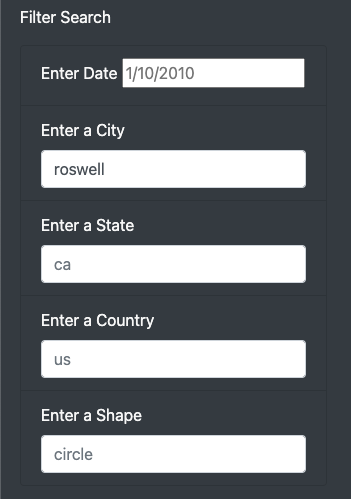 Filter Search
Enter Date 1/10/2010
Enter a City
roswell
Enter a State
ca
Enter a Country
us
Enter a Shape
circle